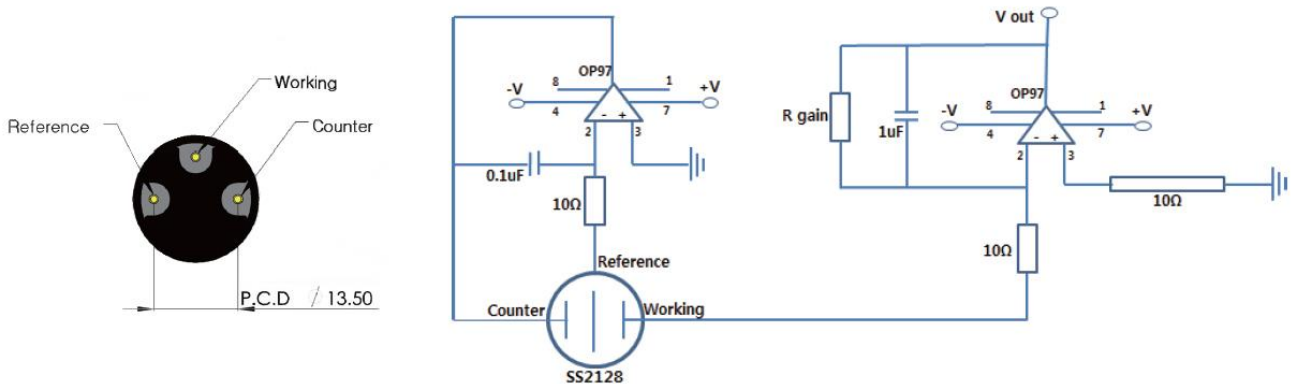 Working
Reference
Counter
P.C.D / 13.50
OP97
8
1
-V
+V
4
7
- +
2
3
0.1uF
10Ω
Reference
Counter
Working
SS2128
V out
OP97
8
1
-V
+V
4
7
R gain
1uF
- +
2
3
10Ω
10Ω